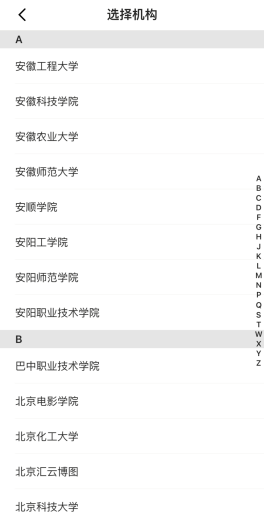 选择机构
A
安徽工程大学
安徽科技学院
安徽农业大学
安徽师范大学
安顺学院
安阳工学院
安阳师范学院
安阳职业技术学院
B
巴中职业技术学院
北京电影学院
北京化工大学
北京汇云博图
北京科技大学
A
B
C
D
F
G
H
J
K
L
M
N
P
Q
S
T
W
X
Y
Z